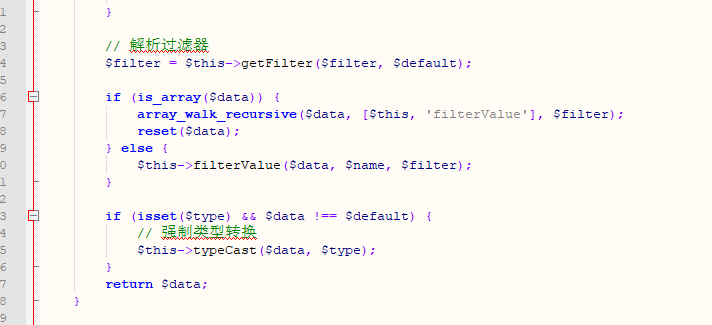 1 }
2
3 // 解析过滤器
4 $filter = $this->getFilter($filter, $default);
5
6 if (is_array($data)) {
7 array_walk_recursive($data, [$this, 'filterValue'], $filter);
8 reset($data);
9 } else {
0 $this->filterValue($data, $name, $filter);
1 }
2
3 if (isset($type) && $data !== $default) {
4 // 强制类型转换
5 $this->typeCast($data, $type);
6 }
7 return $data;
8 }
9